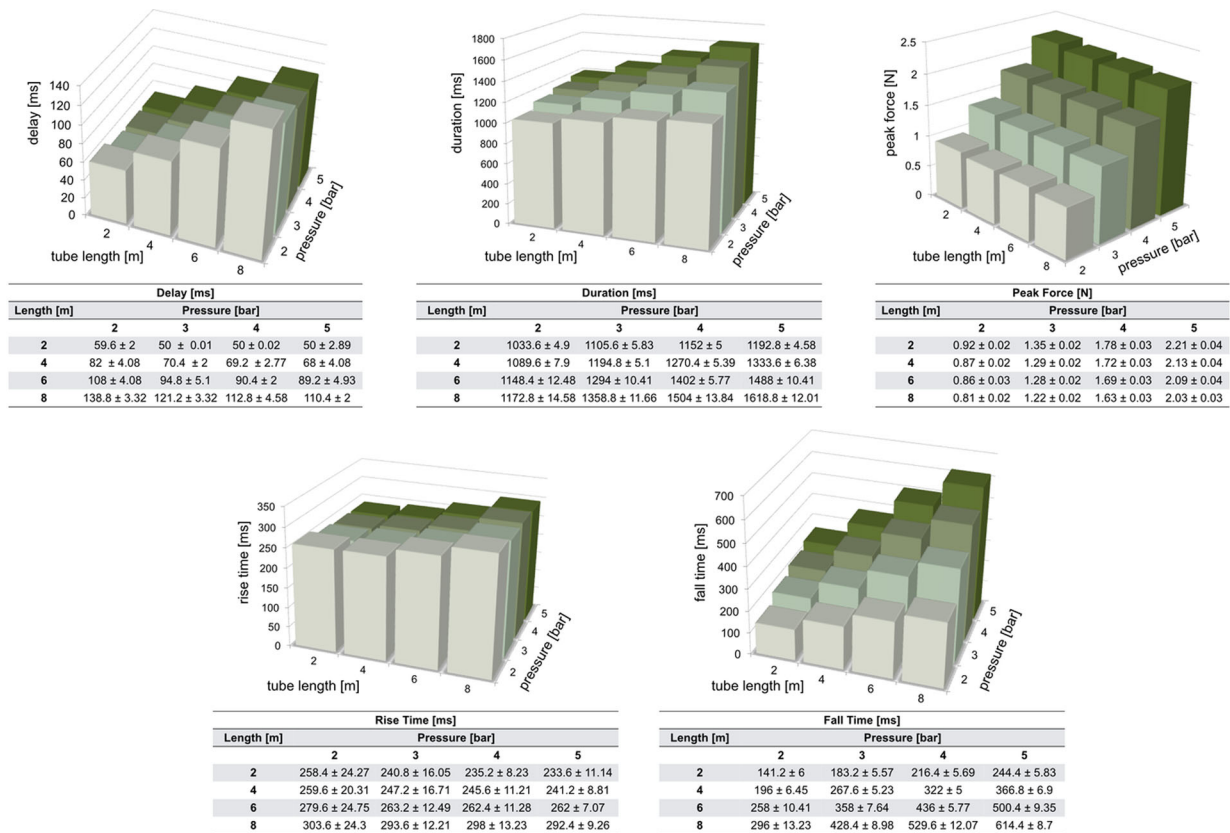 140
120
100
80
60
40
20
0
delay [ms]
2
4
6
8
tube length [m]
2
3
4
5
pressure [bar]
Delay [ms]
Length [m] Pressure [bar]
2 3 4 5
2 59.6 ± 2 50 ± 0.01 50 ± 0.02 50 ± 2.89
4 82 ± 4.08 70.4 ± 2 69.2 ± 2.77 68 ± 4.08
6 108 ± 4.08 94.8 ± 5.1 90.4 ± 2 89.2 ± 4.93
8 138.8 ± 3.32 121.2 ± 3.32 112.8 ± 4.58 110.4 ± 2
1800
1600
1400
1200
1000
800
600
400
200
0
duration [ms]
2
4
6
8
tube length [m]
2
3
4
5
pressure [bar]
Duration [ms]
Length [m] Pressure [bar]
2 3 4 5
2 1033.6 ± 4.9 1105.6 ± 5.83 1152 ± 5 1192.8 ± 4.58
4 1089.6 ± 7.9 1194.8 ± 5.1 1270.4 ± 5.39 1333.6 ± 6.38
6 1148.4 ± 12.48 1294 ± 10.41 1402 ± 5.77 1488 ± 10.41
8 1172.8 ± 14.58 1358.8 ± 11.66 1504 ± 13.84 1618.8 ± 12.01
2.5
2
1.5
1
0.5
0
peak force [N]
2
4
6
8
tube length [m]
2
3
4
5
pressure [bar]
Peak Force [N]
Length [m] Pressure [bar]
2 3 4 5
2 0.92 ± 0.02 1.35 ± 0.02 1.78 ± 0.03 2.21 ± 0.04
4 0.87 ± 0.02 1.29 ± 0.02 1.72 ± 0.03 2.13 ± 0.04
6 0.86 ± 0.03 1.28 ± 0.02 1.69 ± 0.03 2.09 ± 0.04
8 0.81 ± 0.02 1.22 ± 0.02 1.63 ± 0.03 2.03 ± 0.03
350
300
250
200
150
100
50
0
rise time [ms]
2
4
6
8
tube length [m]
2
3
4
5
pressure [bar]
Rise Time [ms]
Length [m] Pressure [bar]
2 3 4 5
2 258.4 ± 24.27 240.8 ± 16.05 235.2 ± 8.23 233.6 ± 11.14
4 259.6 ± 20.31 247.2 ± 16.71 245.6 ± 11.21 241.2 ± 8.81
6 279.6 ± 24.75 263.2 ± 12.49 262.4 ± 11.28 262 ± 7.07
8 303.6 ± 24.3 293.6 ± 12.21 298 ± 13.23 292.4 ± 9.26
700
600
500
400
300
200
100
0
fall time [ms]
2
4
6
8
tube length [m]
2
3
4
5
pressure [bar]
Fall Time [ms]
Length [m] Pressure [bar]
2 3 4 5
2 141.2 ± 6 183.2 ± 5.57 216.4 ± 5.69 244.4 ± 5.83
4 196 ± 6.45 267.6 ± 5.23 322 ± 5 366.8 ± 6.9
6 258 ± 10.41 358 ± 7.64 436 ± 5.77 500.4 ± 9.35
8 296 ± 13.23 428.4 ± 8.98 529.6 ± 12.07 614.4 ± 8.7